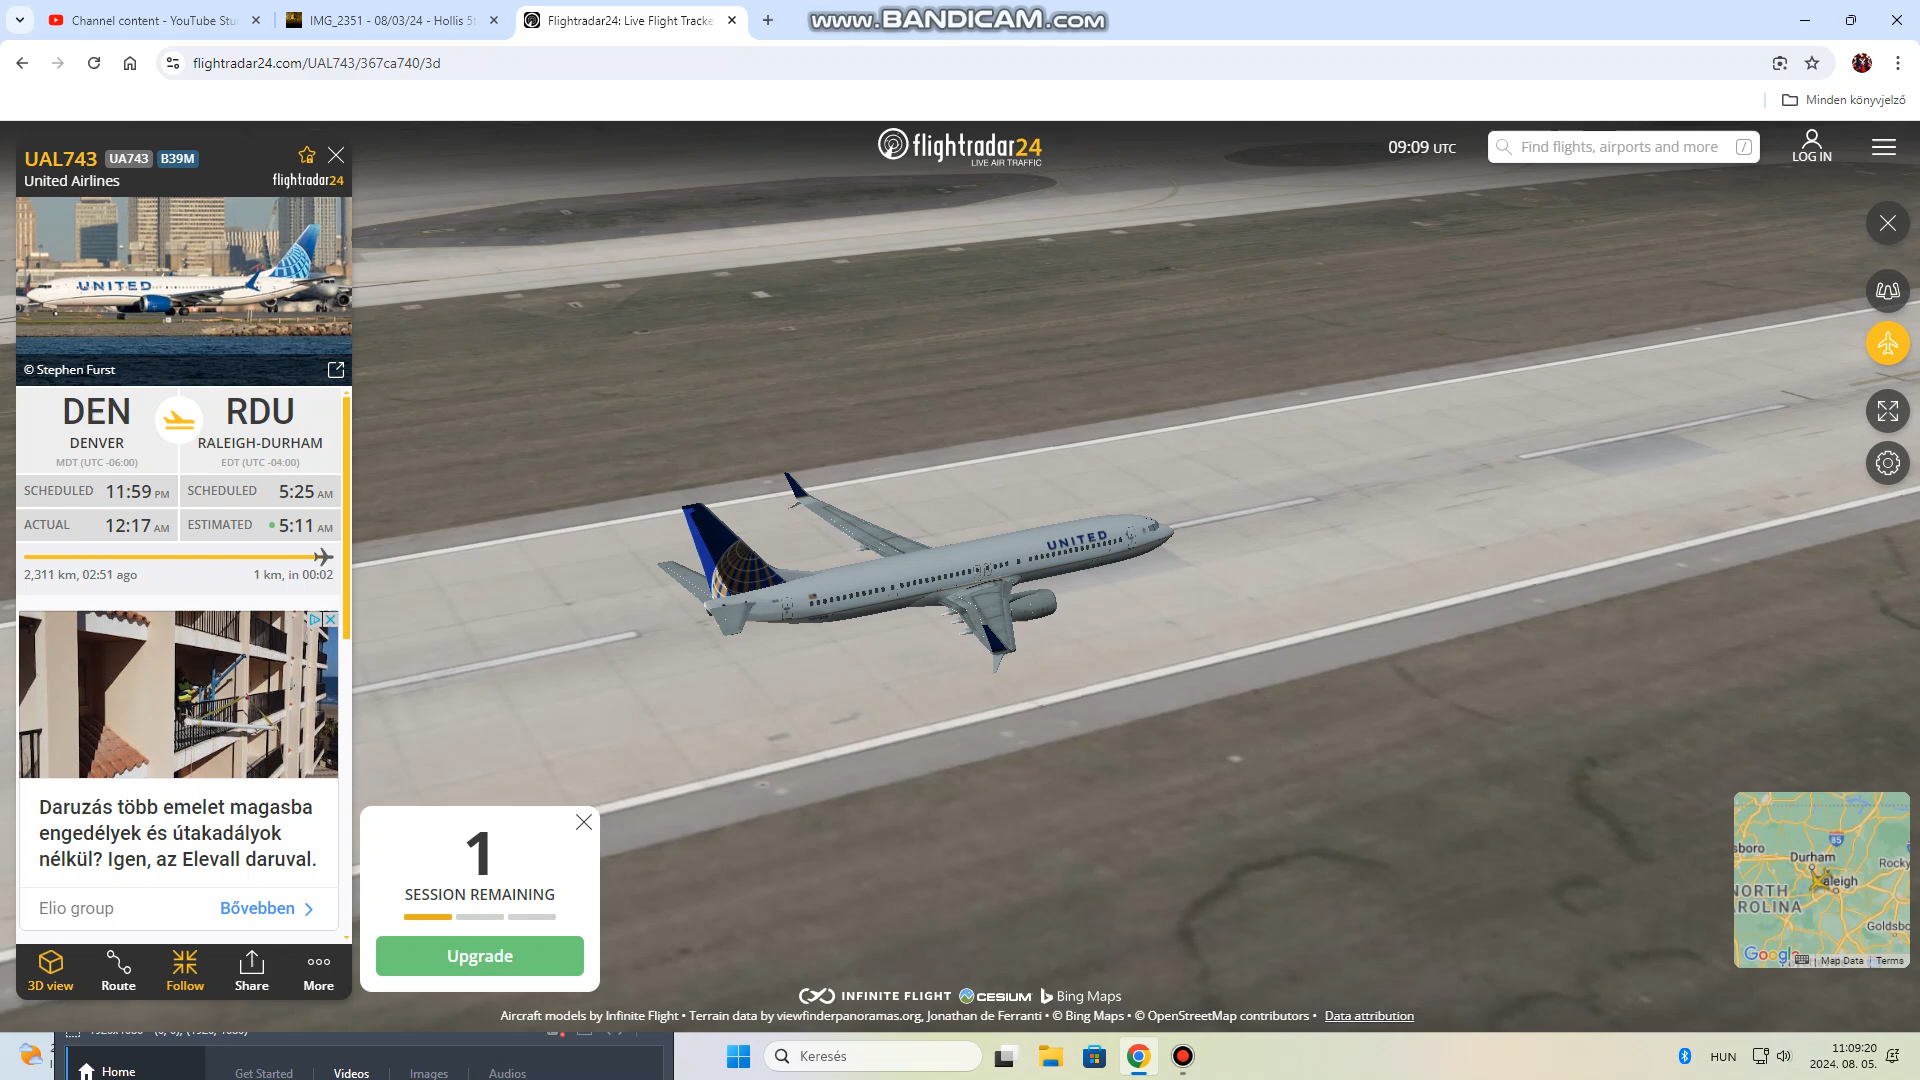 Channel content - YouTube Stu
IMG_2351 - 08/03/24 - Hollis St
Flightradar24: Live Flight Tracke
www.BANDICAM.com
flightradar24.com/UAL743/367ca740/3d
Minden könyvjelző
UAL743 UA743 B39M
United Airlines
flightradar24
flightradar24
LIVE AIR TRAFFIC
09:09 UTC
Find flights, airports and more /
LOG IN
UNITED
© Stephen Furst
DEN
DENVER
MDT (UTC -06:00)
RDU
RALEIGH-DURHAM
EDT (UTC -04:00)
SCHEDULED 11:59 PM
SCHEDULED 5:25 AM
ACTUAL 12:17 AM
ESTIMATED 5:11 AM
2,311 km, 02:51 ago
1 km, in 00:02
UNITED
Daruzás több emelet magasba
engedélyek és útakadályok
nélkül? Igen, az Elevall daruval.
Elio group
Bővebben
1
SESSION REMAINING
Upgrade
3D view
Route
Follow
Share
More
85
sboro
Durham
Rocky
aleigh
NORTH
CAROLINA
Goldsbo
Google
Map Data
Terms
INFINITE FLIGHT CESIUM Bing Maps
Aircraft models by Infinite Flight • Terrain data by viewfinderpanoramas.org, Jonathan de Ferranti • © Bing Maps • © OpenStreetMap contributors • Data attribution
Home
Get Started
Videos
Images
Audios
Keresés
HUN
11:09:20
2024. 08. 05.